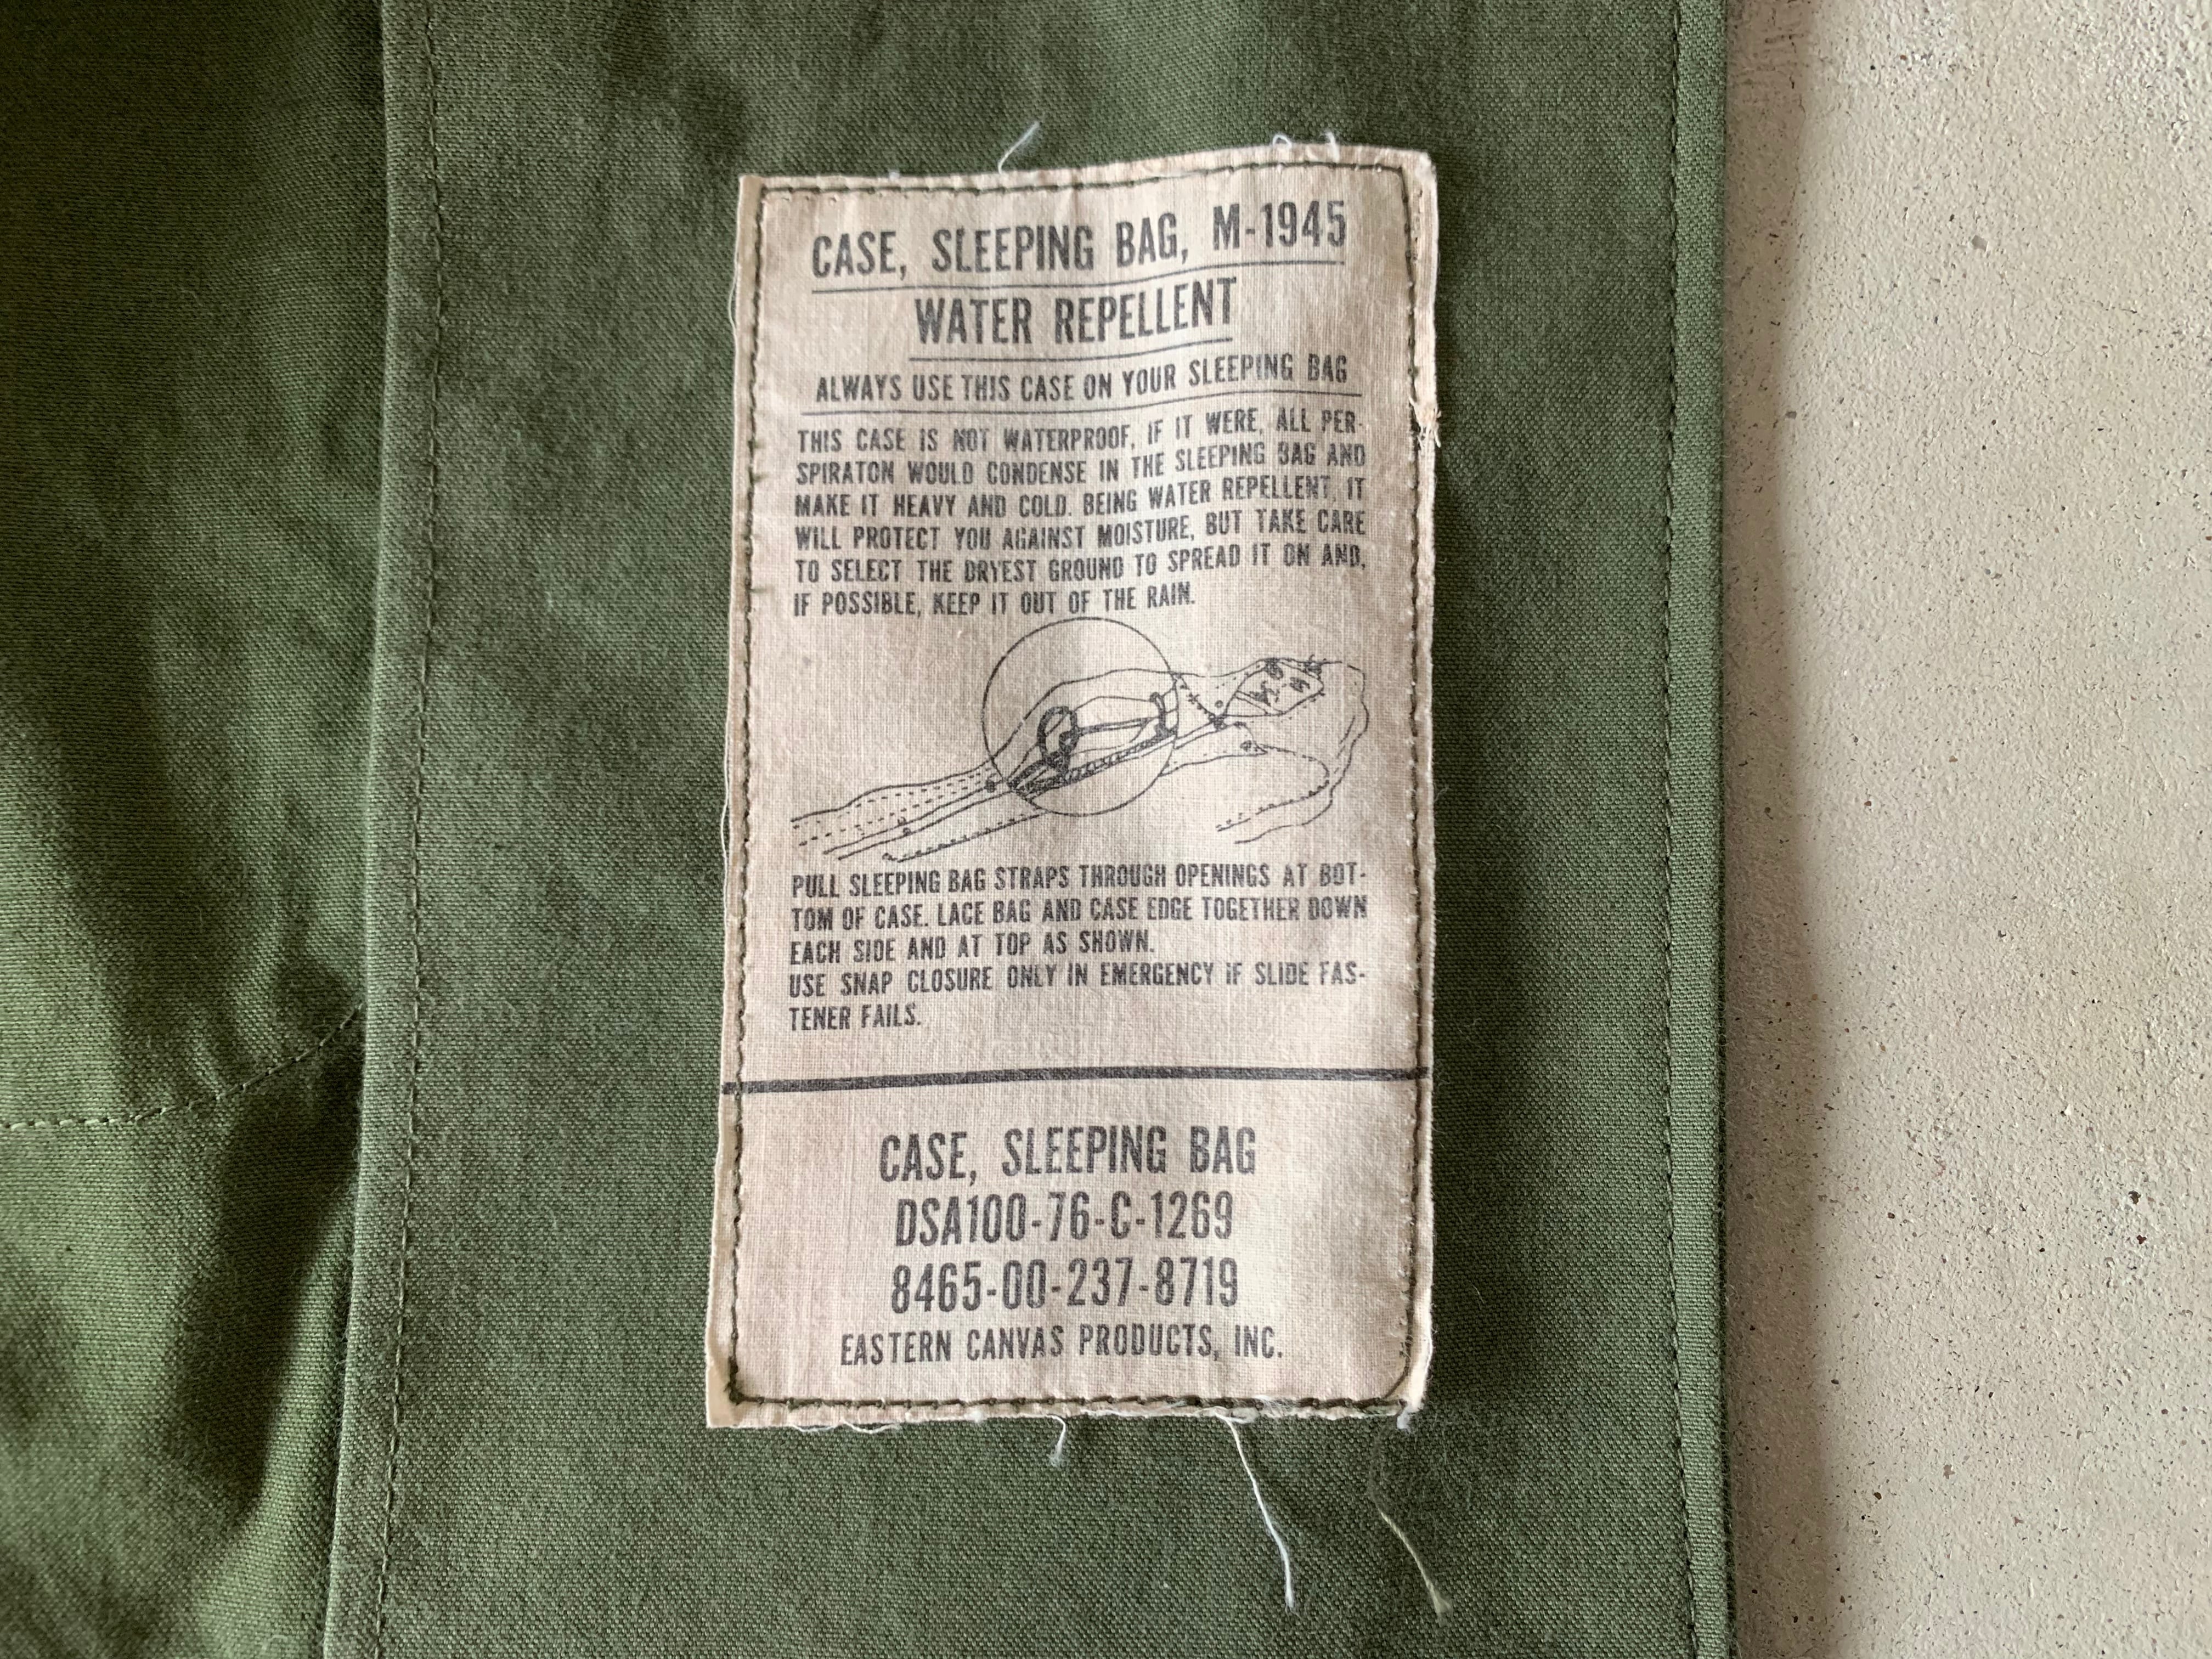 CASE, SLEEPING BAG, M-1945
WATER REPELLENT
ALWAYS USE THIS CASE ON YOUR SLEEPING BAG
THIS CASE IS NOT WATERPROOF, IF IT WERE, ALL PER-
SPIRATON WOULD CONDENSE IN THE SLEEPING BAG AND
MAKE IT HEAVY AND COLD. BEING WATER REPELLENT, IT
WILL PROTECT YOU AGAINST MOISTURE, BUT TAKE CARE
TO SELECT THE DRYEST GROUND TO SPREAD IT ON AND,
IF POSSIBLE, KEEP IT OUT OF THE RAIN.
PULL SLEEPING BAG STRAPS THROUGH OPENINGS AT BOT-
TOM OF CASE. LACE BAG AND CASE EDGE TOGETHER DOWN
EACH SIDE AND AT TOP AS SHOWN.
USE SNAP CLOSURE ONLY IN EMERGENCY IF SLIDE FAS-
TENER FAILS.
CASE, SLEEPING BAG
DSA100-76-C-1269
8465-00-237-8719
EASTERN CANVAS PRODUCTS, INC.